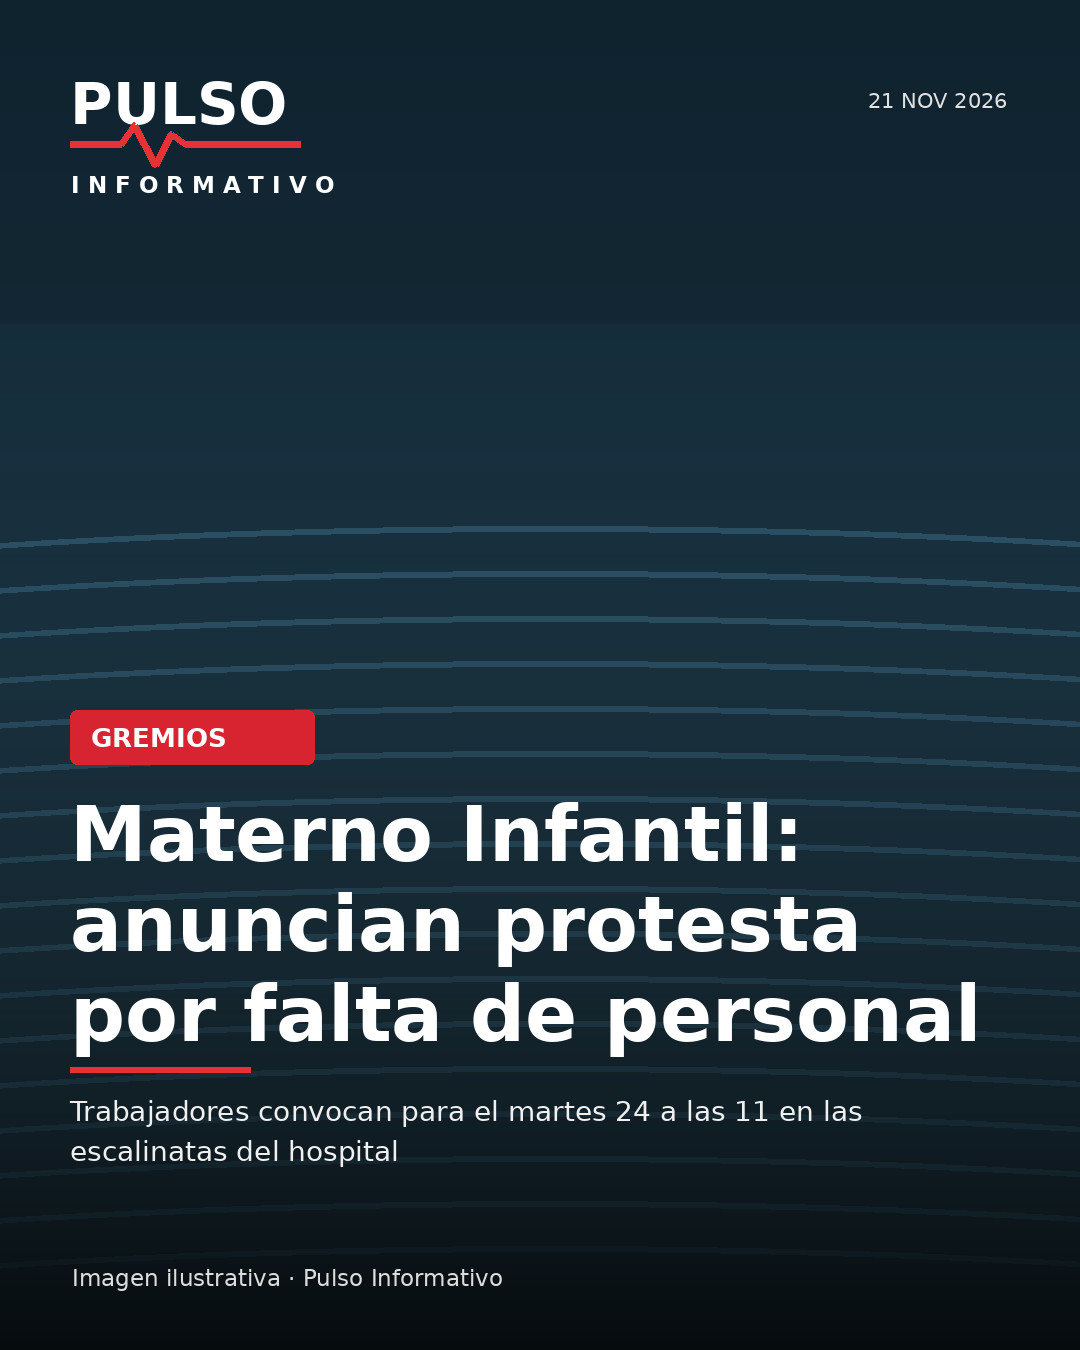 PULSO
INFORMATIVO
21 NOV 2026
GREMIOS
Materno Infantil:
anuncian protesta
por falta de personal
Trabajadores convocan para el martes 24 a las 11 en las
escalinatas del hospital
Imagen ilustrativa · Pulso Informativo